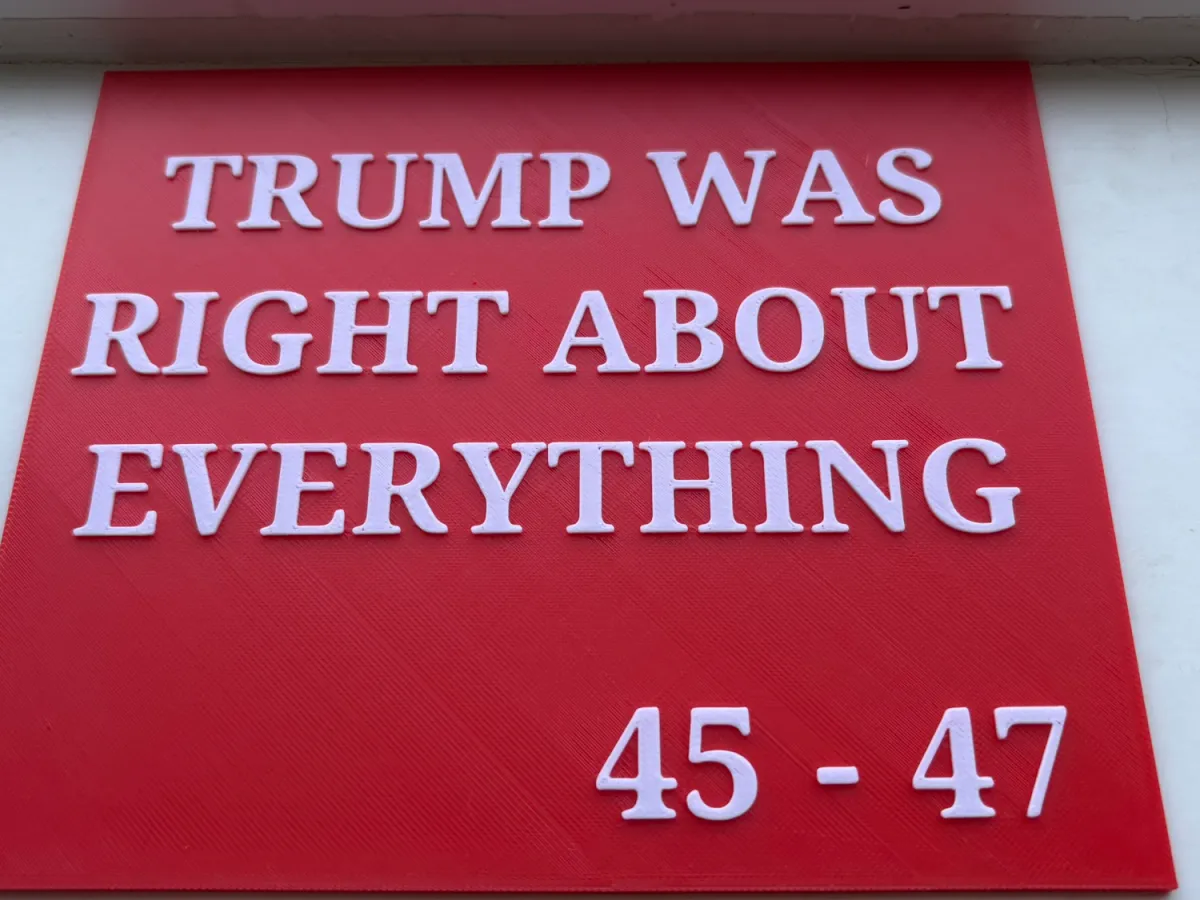 TRUMP WAS
RIGHT ABOUT
EVERYTHING
45 - 47